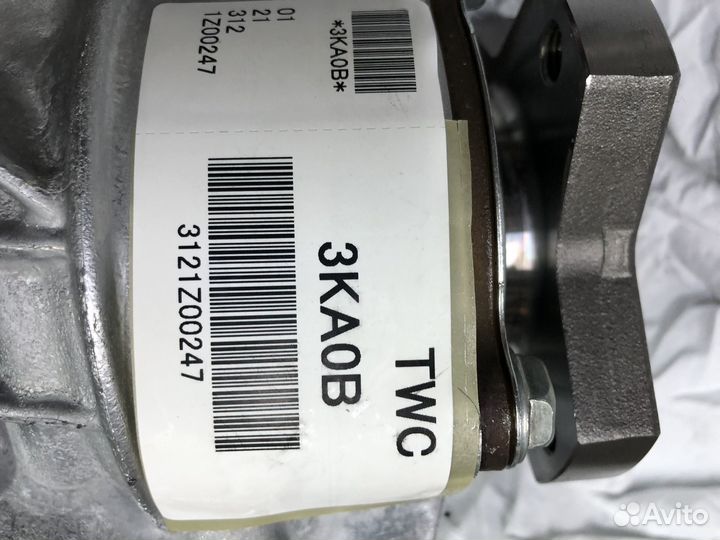 01
21
312
1Z00247
*3KA0B*
TWC
3KA0B
3121Z00247
Avito